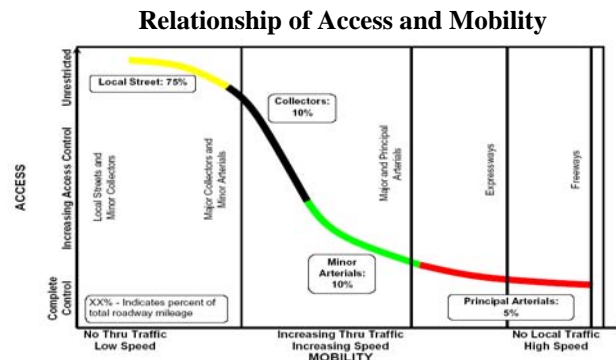 Relationship of Access and Mobility
Unrestricted
Increasing Access Control
Complete
Control
ACCESS
Local Street: 75%
Collectors:
10%
Minor
Arterials:
10%
Principal Arterials:
5%
Local Streets and
Minor Collectors
Major Collectors and
Minor Arterials
Major and Principal
Arterials
Expressways
Freeways
XX% - Indicates percent of
total roadway mileage
No Thru Traffic
Low Speed
Increasing Thru Traffic
Increasing Speed
No Local Traffic
High Speed
MOBILITY